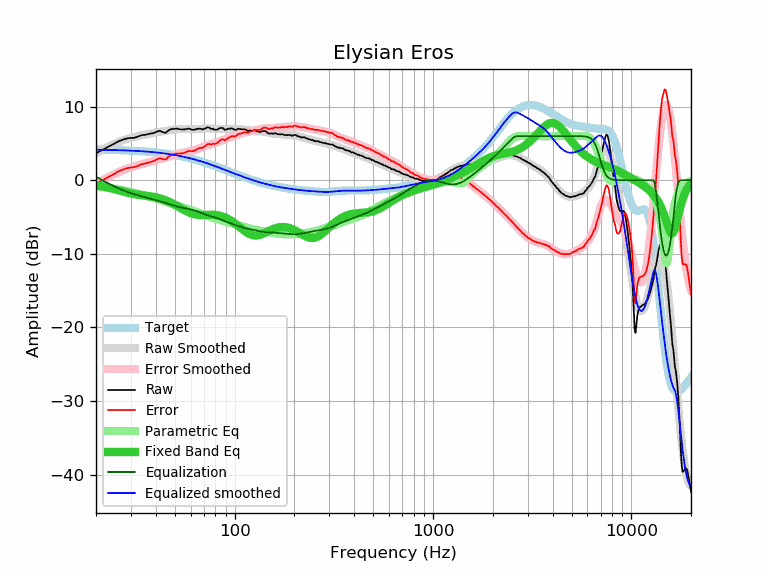 Elysian Eros
Amplitude (dBr)
10
0
−10
−20
−30
−40
Target
Raw Smoothed
Error Smoothed
Raw
Error
Parametric Eq
Fixed Band Eq
Equalization
Equalized smoothed
100
1000
10000
Frequency (Hz)